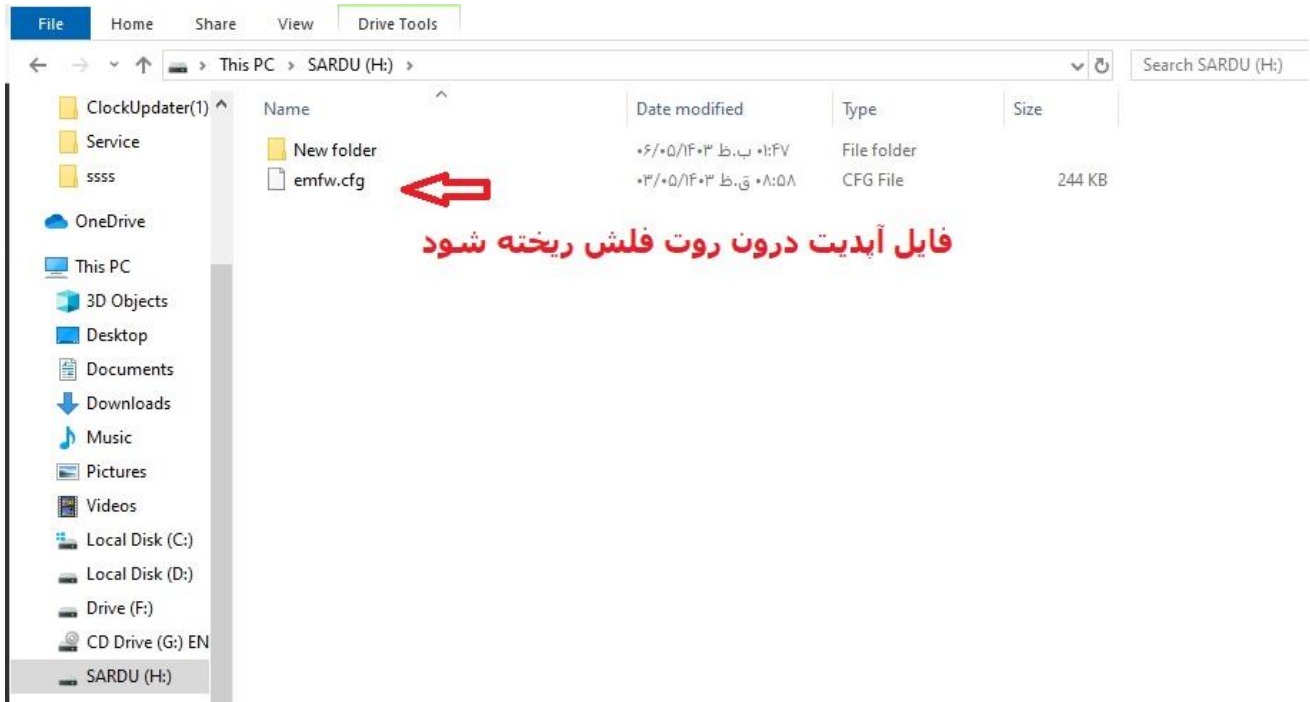 File Home Share View Drive Tools
This PC > SARDU (H:) > Search SARDU (H:)
Name Date modified Type Size
New folder ۰۶/۰۵/۱۴۰۳ ب.ظ ۰۱:۴۷ File folder
emfw.cfg ۰۳/۰۵/۱۴۰۳ ق.ظ ۰۸:۵۸ CFG File 244 KB
فایل آپدیت درون روت فلش ریخته شود
ClockUpdater(1)
Service
ssss
OneDrive
This PC
3D Objects
Desktop
Documents
Downloads
Music
Pictures
Videos
Local Disk (C:)
Local Disk (D:)
Drive (F:)
CD Drive (G:) EN
SARDU (H:)